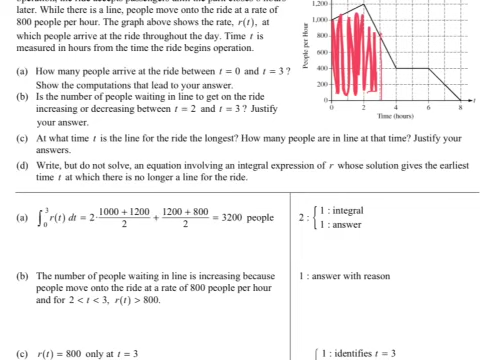 later. While there is a line, people move onto the ride at a rate of
800 people per hour. The graph above shows the rate, r(t), at
which people arrive at the ride throughout the day. Time t is
measured in hours from the time the ride begins operation.
1,200
1,000
800
600
400
200
0
People per Hour
0 2 4 6 8
t
Time (hours)
(a) How many people arrive at the ride between t = 0 and t = 3 ?
Show the computations that lead to your answer.
(b) Is the number of people waiting in line to get on the ride
increasing or decreasing between t = 2 and t = 3 ? Justify
your answer.
(c) At what time t is the line for the ride the longest? How many people are in line at that time? Justify your
answers.
(d) Write, but do not solve, an equation involving an integral expression of r whose solution gives the earliest
time t at which there is no longer a line for the ride.
(a) ∫₀³ r(t) dt = 2 · (1000 + 1200)/2 + (1200 + 800)/2 = 3200 people
2 : { 1 : integral
1 : answer
(b) The number of people waiting in line is increasing because
people move onto the ride at a rate of 800 people per hour
and for 2 < t < 3, r(t) > 800.
1 : answer with reason
(c) r(t) = 800 only at t = 3
1 : identifies t = 3